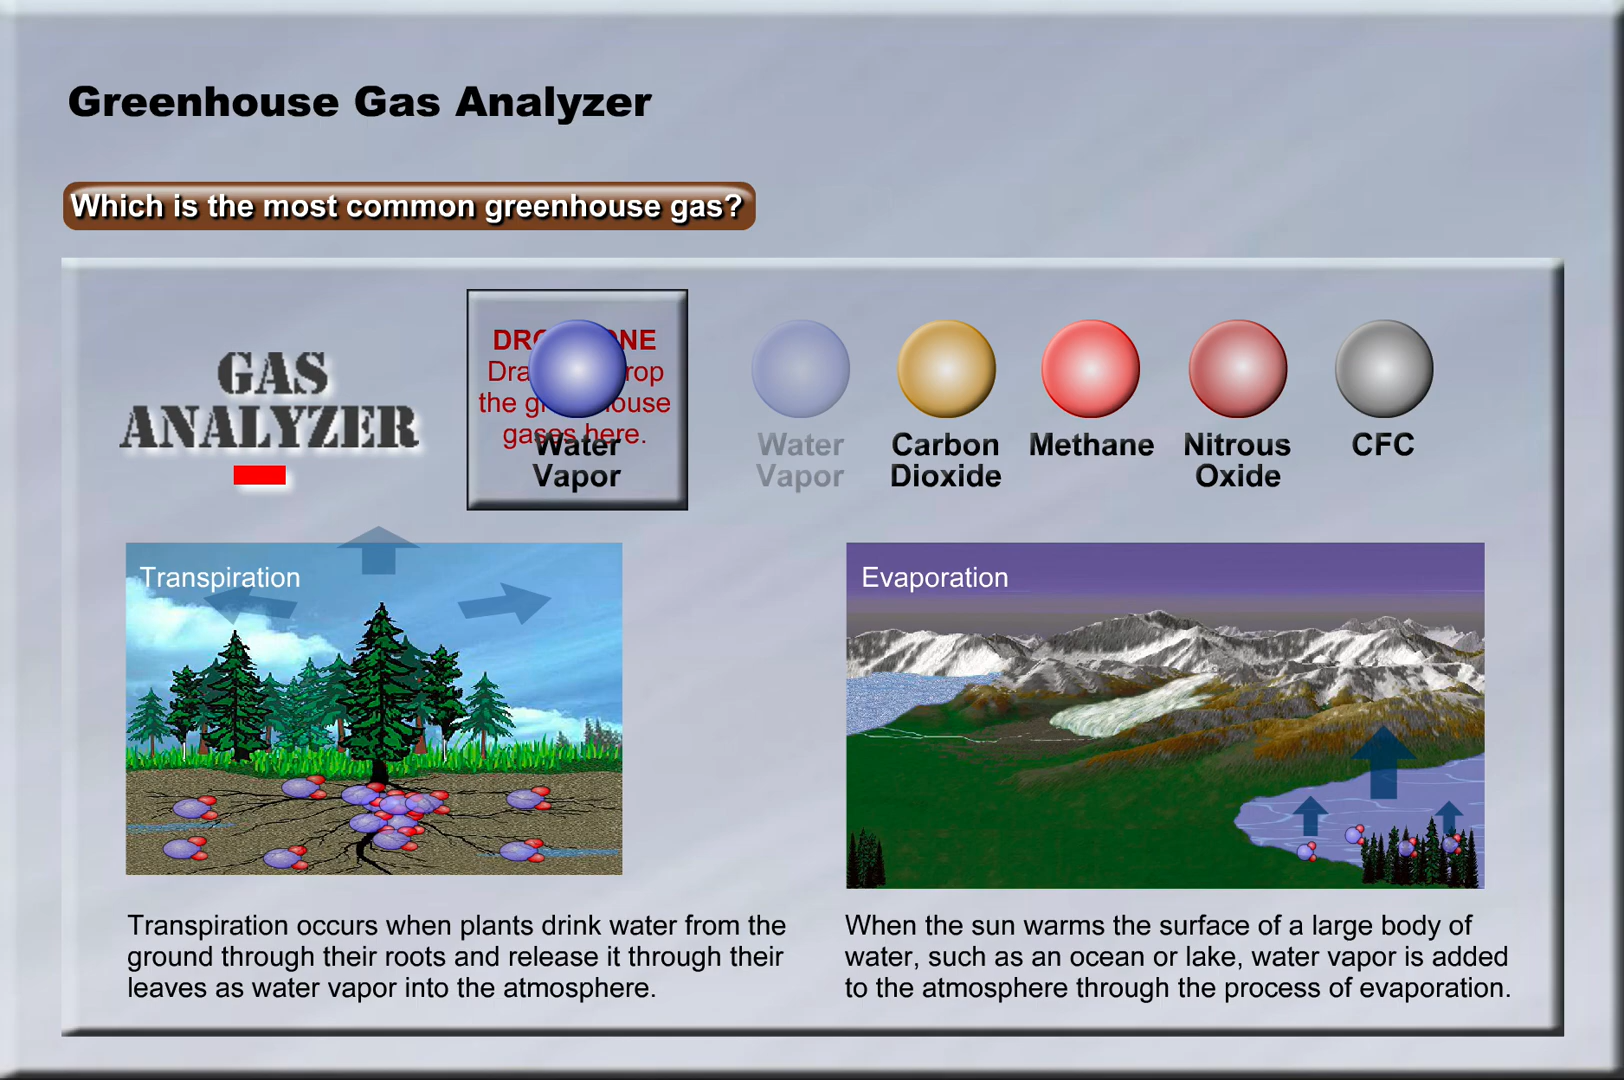 Greenhouse Gas Analyzer
Which is the most common greenhouse gas?
GAS
ANALYZER
the
gases here.
Water
Vapor
Water
Vapor
Carbon
Dioxide
Methane
Nitrous
Oxide
CFC
Transpiration
Evaporation
Transpiration occurs when plants drink water from the
ground through their roots and release it through their
leaves as water vapor into the atmosphere.
When the sun warms the surface of a large body of
water, such as an ocean or lake, water vapor is added
to the atmosphere through the process of evaporation.